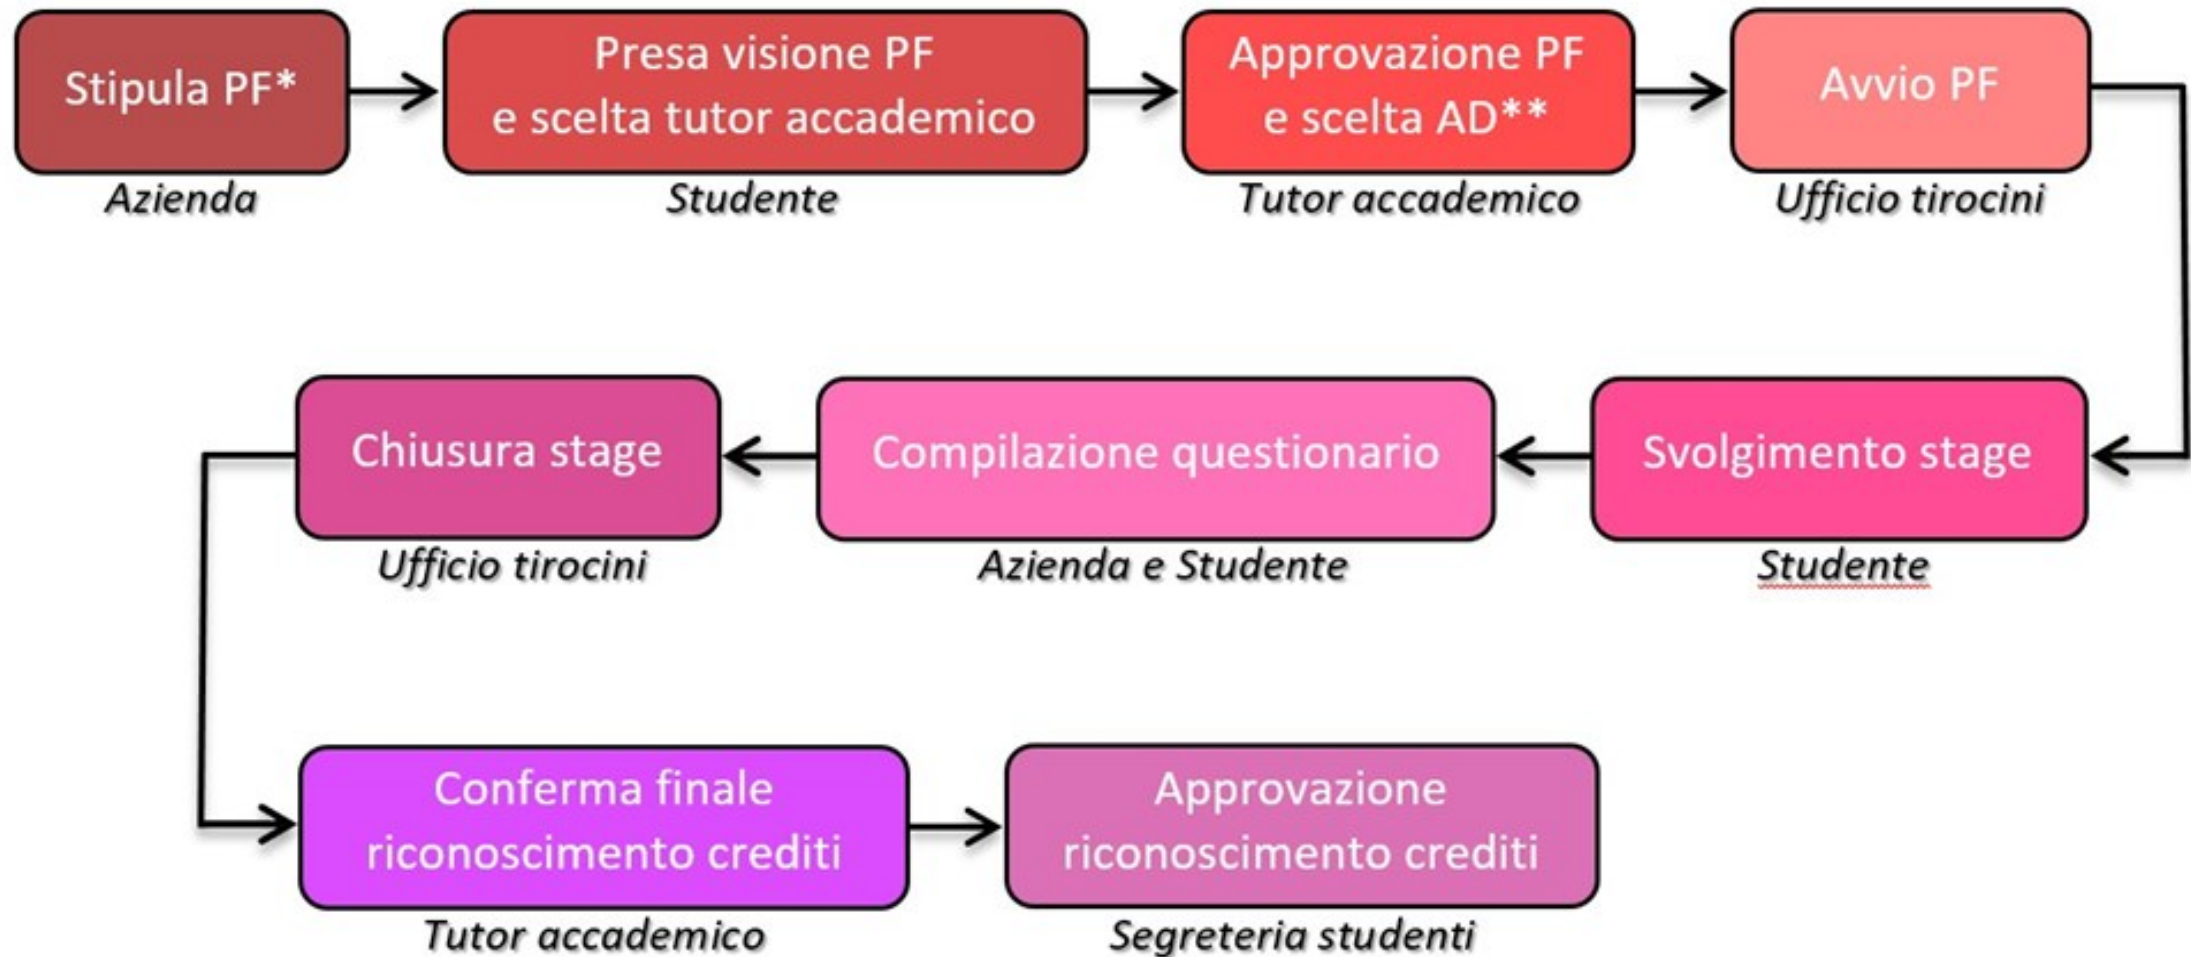 Stipula PF*
Azienda
Presa visione PF
e scelta tutor accademico
Studente
Approvazione PF
e scelta AD**
Tutor accademico
Avvio PF
Ufficio tirocini
Svolgimento stage
Studente
Compilazione questionario
Azienda e Studente
Chiusura stage
Ufficio tirocini
Conferma finale
riconoscimento crediti
Tutor accademico
Approvazione
riconoscimento crediti
Segreteria studenti